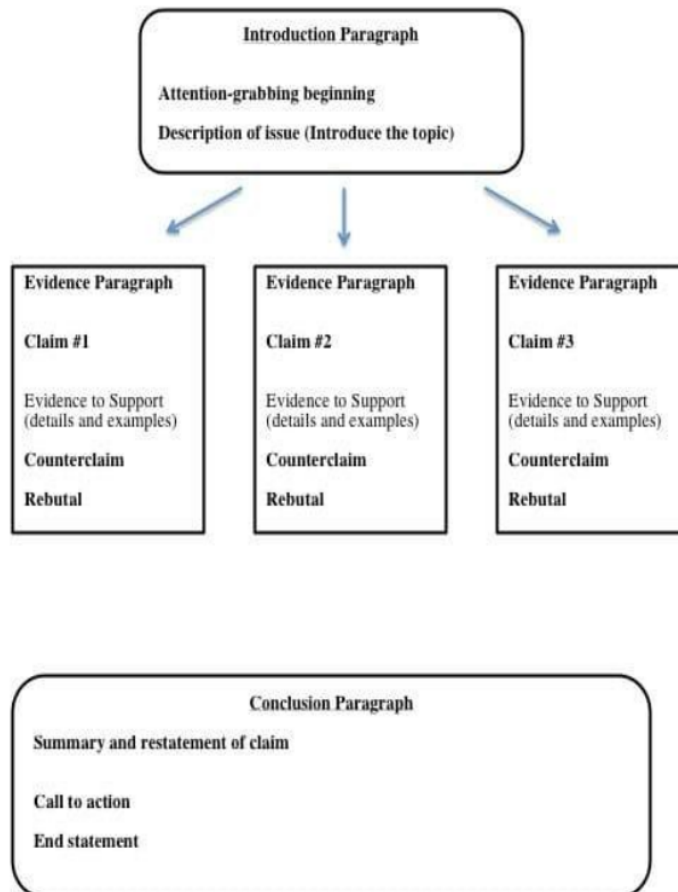 Introduction Paragraph
Attention-grabbing beginning
Description of issue (Introduce the topic)
Evidence Paragraph
Claim #1
Evidence to Support
(details and examples)
Counterclaim
Rebutal
Evidence Paragraph
Claim #2
Evidence to Support
(details and examples)
Counterclaim
Rebutal
Evidence Paragraph
Claim #3
Evidence to Support
(details and examples)
Counterclaim
Rebutal
Conclusion Paragraph
Summary and restatement of claim
Call to action
End statement